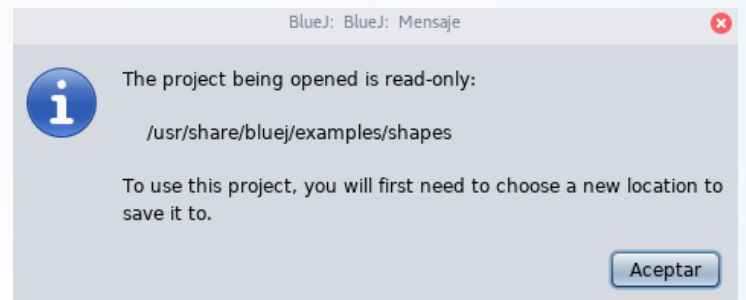 BlueJ: BlueJ: Mensaje
The project being opened is read-only:
/usr/share/bluej/examples/shapes
To use this project, you will first need to choose a new location to
save it to.
Aceptar